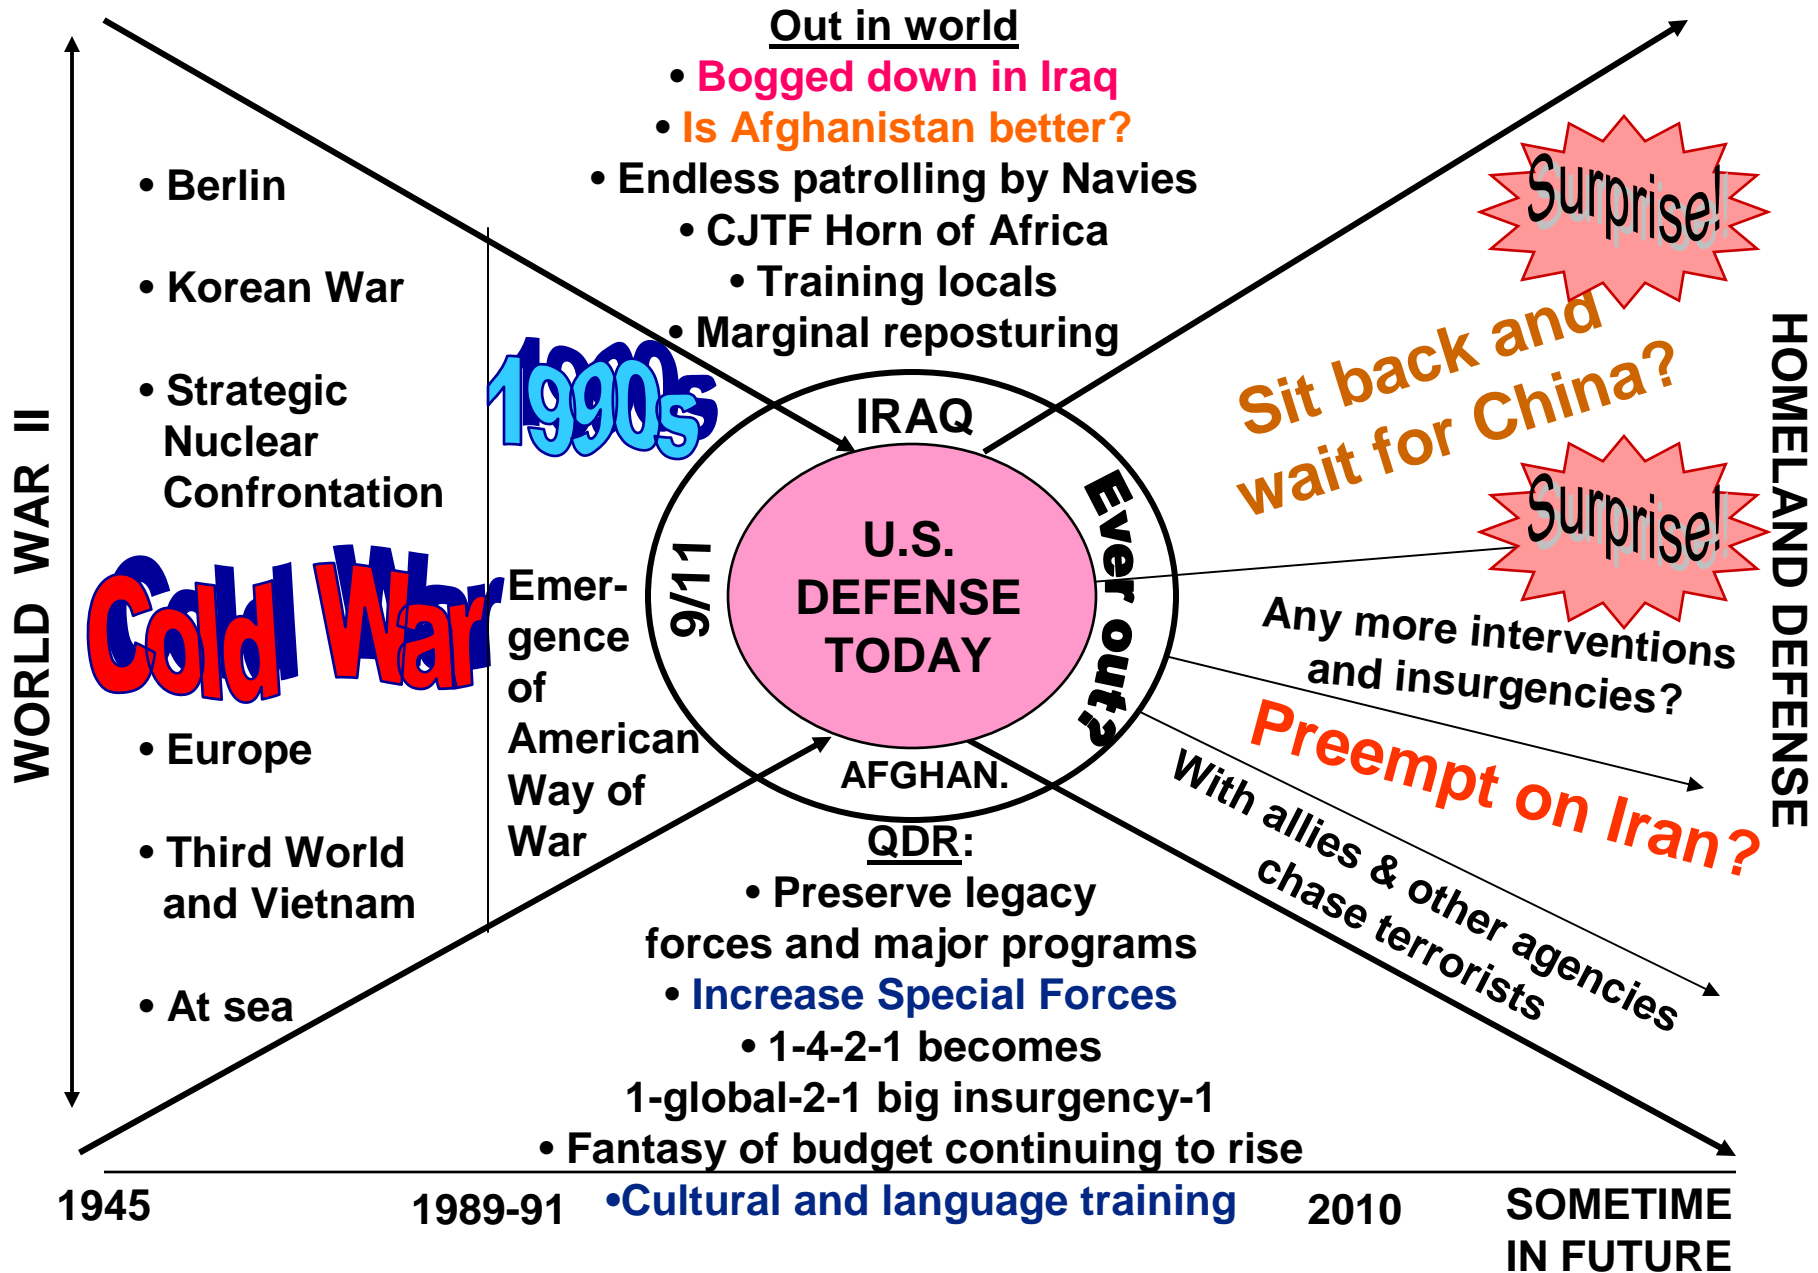 Out in world
• Bogged down in Iraq
• Is Afghanistan better?
• Endless patrolling by Navies
• CJTF Horn of Africa
• Training locals
• Marginal reposturing
WORLD WAR II
• Berlin
• Korean War
• Strategic
Nuclear
Confrontation
Cold War
• Europe
• Third World
and Vietnam
• At sea
1990s
Emer-
gence
of
American
Way of
War
IRAQ
9/11
U.S.
DEFENSE
TODAY
Ever out?
AFGHAN.
QDR:
• Preserve legacy
forces and major programs
• Increase Special Forces
• 1-4-2-1 becomes
1-global-2-1 big insurgency-1
• Fantasy of budget continuing to rise
•Cultural and language training
Surprise!
Sit back and
wait for China?
Surprise!
Any more interventions
and insurgencies?
Preempt on Iran?
With allies & other agencies
chase terrorists
HOMELAND DEFENSE
1945
1989-91
2010
SOMETIME
IN FUTURE